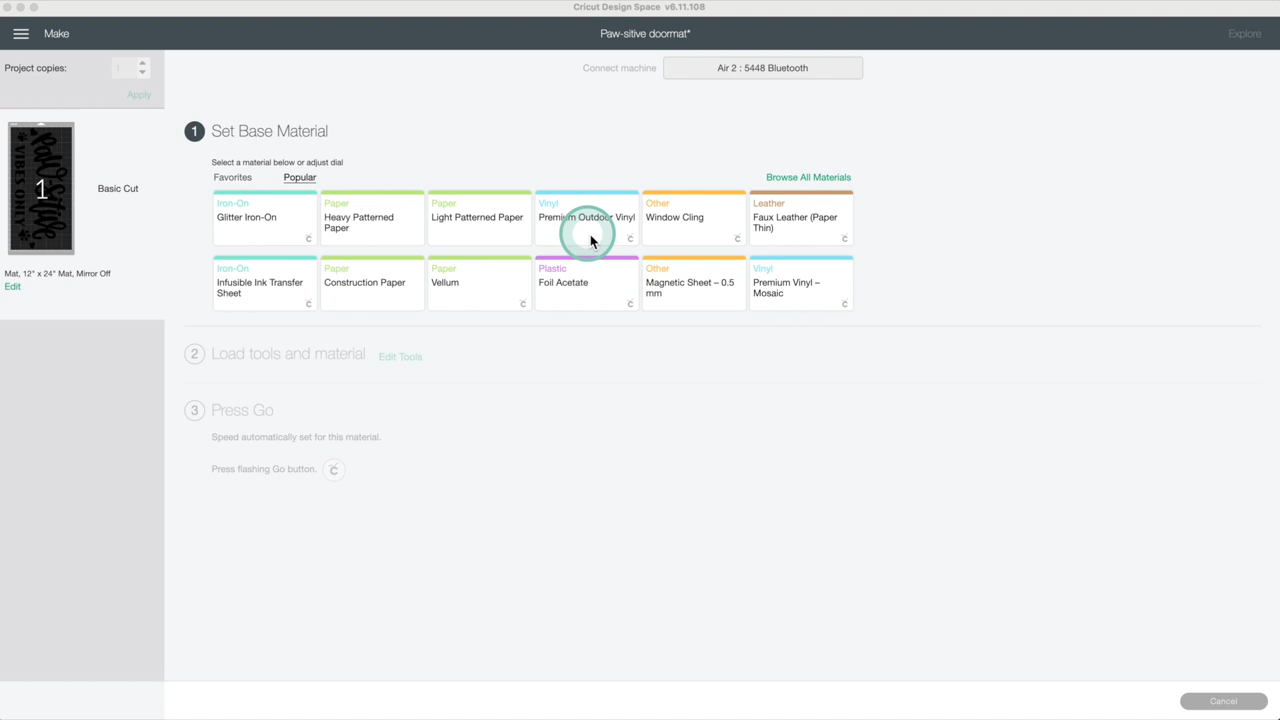 Cricut Design Space  v6.11.108
Make
Paw-sitive doormat*
Explore
Project copies:
1
Apply
Connect machine
Air 2 : 5448 Bluetooth
1
Basic Cut
Mat, 12" x 24" Mat, Mirror Off
Edit
1 Set Base Material
Select a material below or adjust dial
Favorites
Popular
Browse All Materials
Iron-On
Glitter Iron-On
Paper
Heavy Patterned
Paper
Paper
Light Patterned Paper
Vinyl
Premium Outdoor Vinyl
Other
Window Cling
Leather
Faux Leather (Paper
Thin)
Iron-On
Infusible Ink Transfer
Sheet
Paper
Construction Paper
Paper
Vellum
Plastic
Foil Acetate
Other
Magnetic Sheet – 0.5
mm
Vinyl
Premium Vinyl –
Mosaic
2 Load tools and material
Edit Tools
3 Press Go
Speed automatically set for this material.
Press flashing Go button.
Cancel